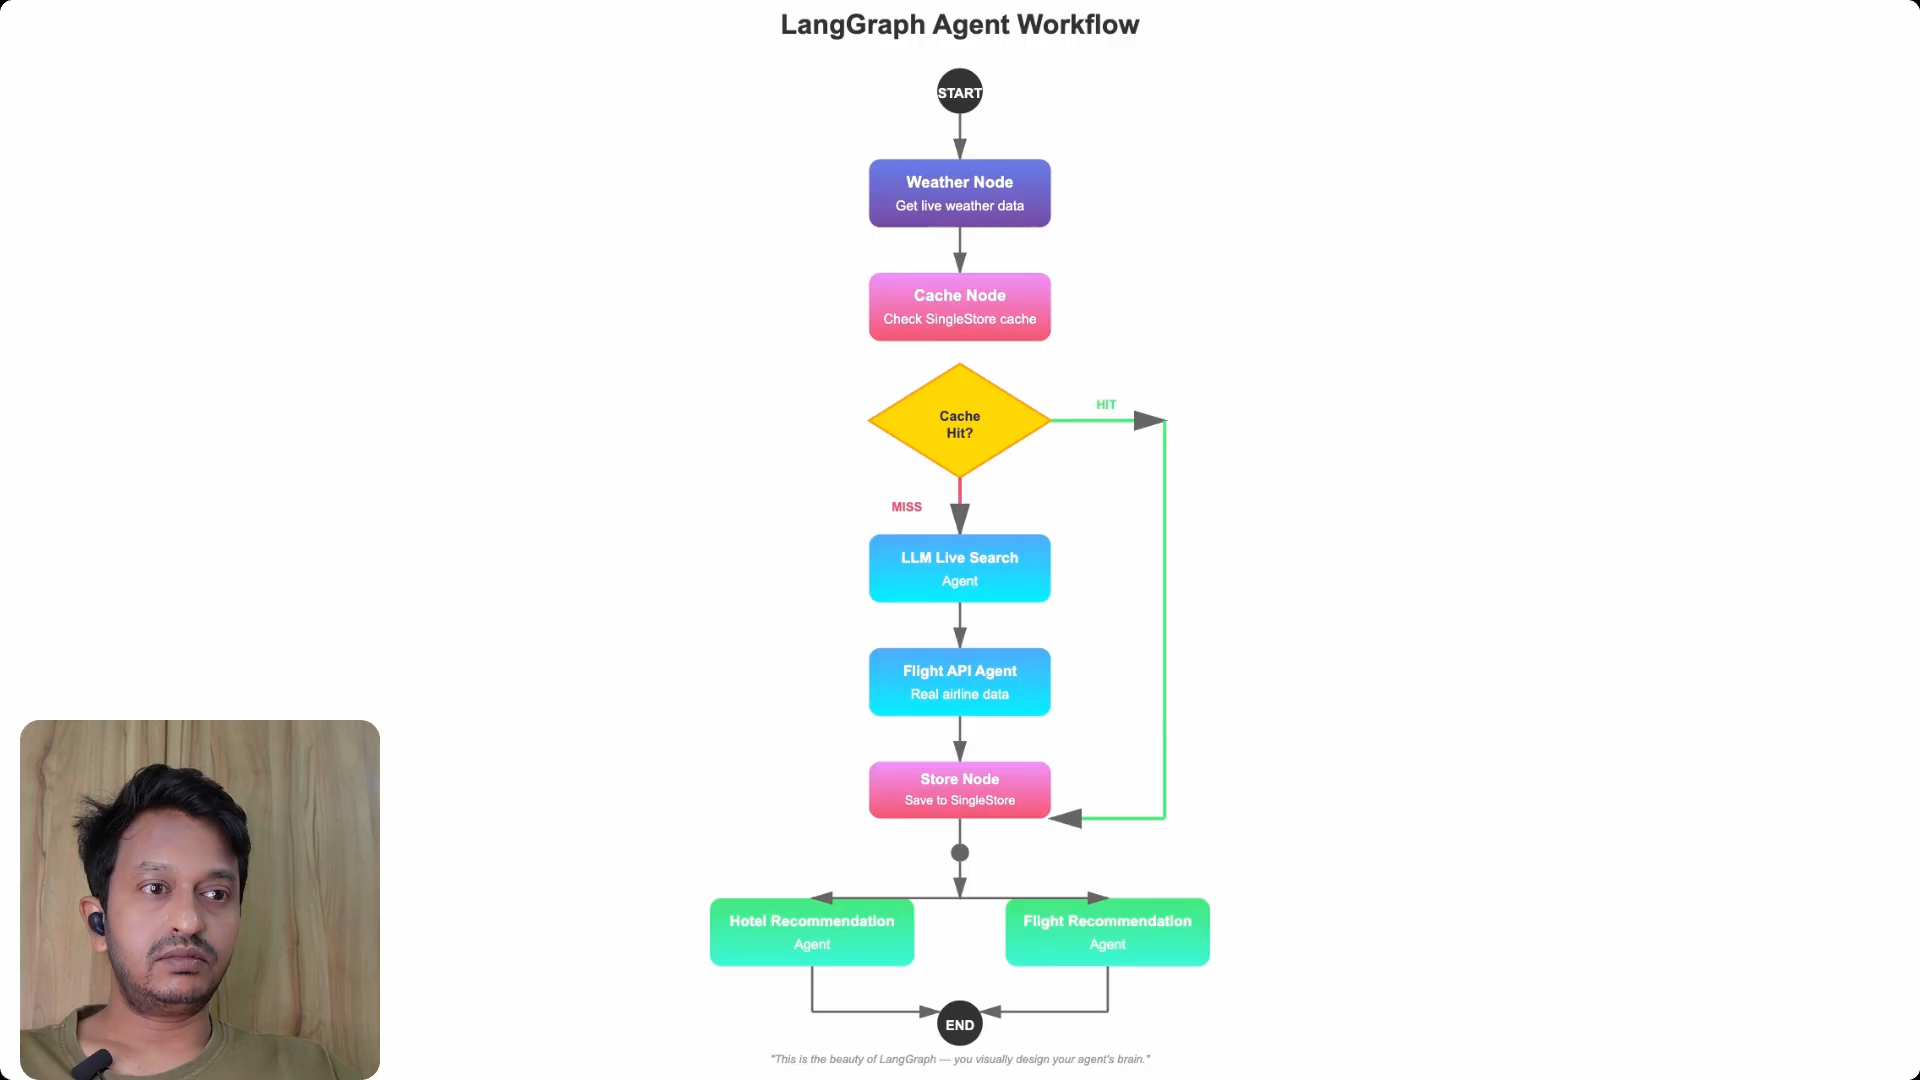 LangGraph Agent Workflow
START
Weather Node
Get live weather data
Cache Node
Check SingleStore cache
Cache
Hit?
HIT
MISS
LLM Live Search
Agent
Flight API Agent
Real airline data
Store Node
Save to SingleStore
Hotel Recommendation
Agent
Flight Recommendation
Agent
END
"This is the beauty of LangGraph — you visually design your agent's brain."